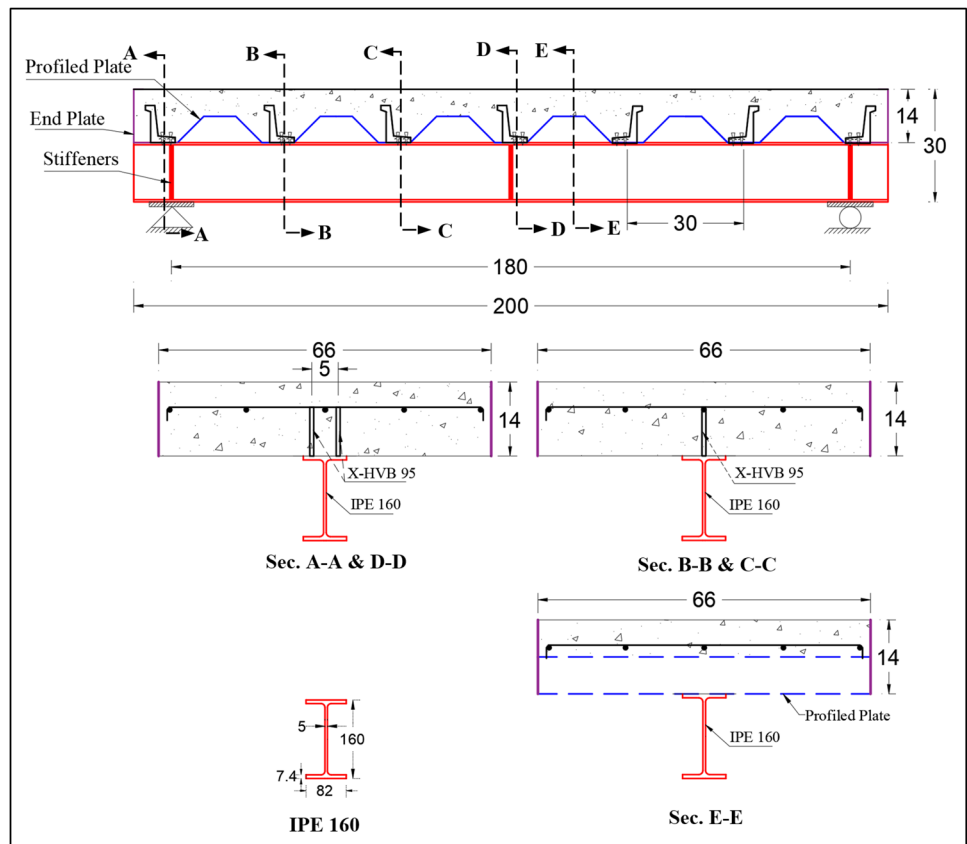 A
B
C
D
E
Profiled Plate
End Plate
Stiffeners
14
30
A
B
C
D
E
30
180
200
66
5
14
X-HVB 95
IPE 160
Sec. A-A & D-D
66
14
X-HVB 95
IPE 160
Sec. B-B & C-C
66
14
Profiled Plate
IPE 160
Sec. E-E
5
160
7.4
82
IPE 160